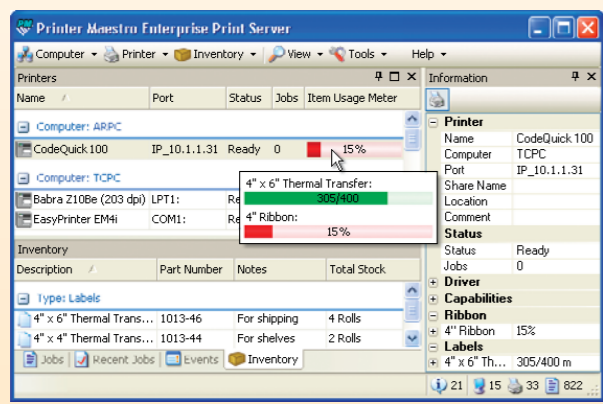 Printer Maestro Enterprise Print Server
Computer Printer Inventory View Tools Help
Printers
Name Port Status Jobs Item Usage Meter
Computer: ARPC
CodeQuick 100 IP_10.1.1.31 Ready 0 15%
Computer: TCPC
Babra Z10Be (203 dpi) LPT1: Re
EasyPrinter EM4i COM1: Re
4" x 6" Thermal Transfer:
305/400
4" Ribbon:
15%
Inventory
Description Part Number Notes Total Stock
Type: Labels
4" x 6" Thermal Trans... 1013-46 For shipping 4 Rolls
4" x 4" Thermal Trans... 1013-44 For shelves 2 Rolls
Jobs Recent Jobs Events Inventory
Information
Printer
Name CodeQuick 100
Computer TCPC
Port IP_10.1.1.31
Share Name
Location
Comment
Status
Status Ready
Jobs 0
Driver
Capabilities
Ribbon
4" Ribbon 15%
Labels
4" x 6" Th... 305/400 m
21 15 33 822